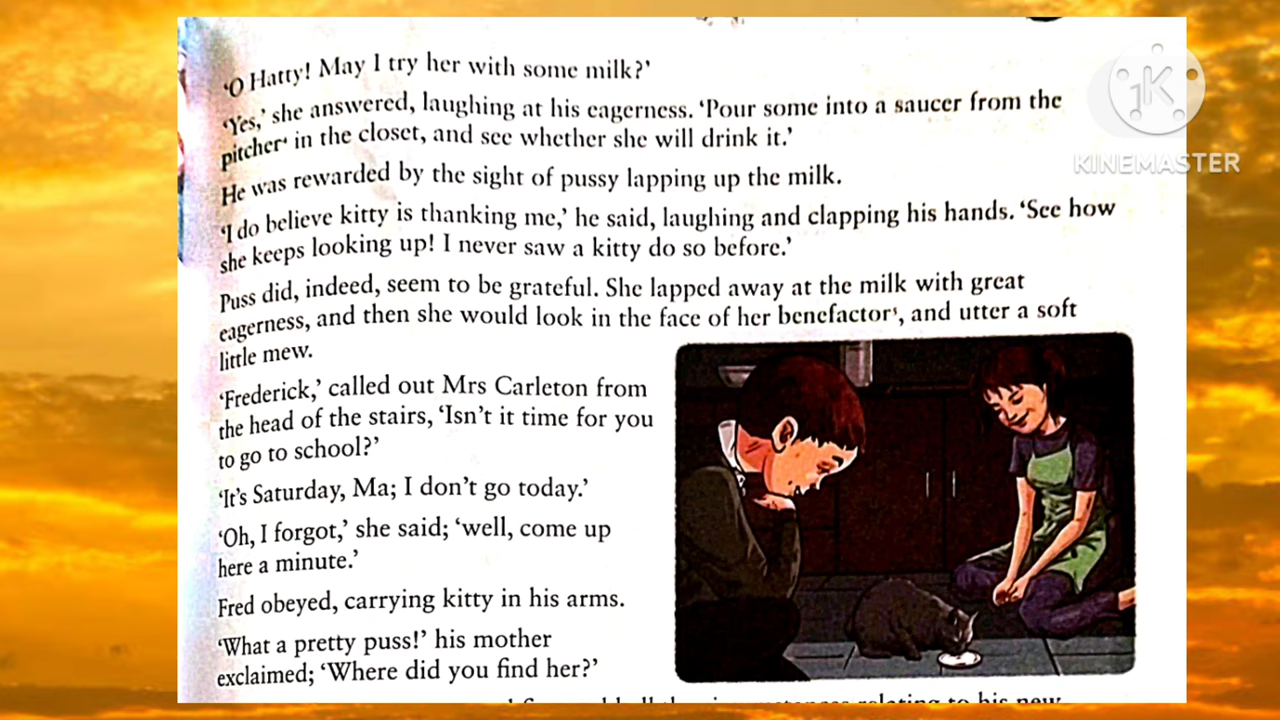 ‘O Hatty! May I try her with some milk?’
‘Yes,’ she answered, laughing at his eagerness. ‘Pour some into a saucer from the
pitcher⁴ in the closet, and see whether she will drink it.’
He was rewarded by the sight of pussy lapping up the milk.
‘I do believe kitty is thanking me,’ he said, laughing and clapping his hands. ‘See how
she keeps looking up! I never saw a kitty do so before.’
Puss did, indeed, seem to be grateful. She lapped away at the milk with great
eagerness, and then she would look in the face of her benefactor⁵, and utter a soft
little mew.
‘Frederick,’ called out Mrs Carleton from
the head of the stairs, ‘Isn’t it time for you
to go to school?’
‘It’s Saturday, Ma; I don’t go today.’
‘Oh, I forgot,’ she said; ‘well, come up
here a minute.’
Fred obeyed, carrying kitty in his arms.
‘What a pretty puss!’ his mother
exclaimed; ‘Where did you find her?’
relating to his new
K
KINEMASTER